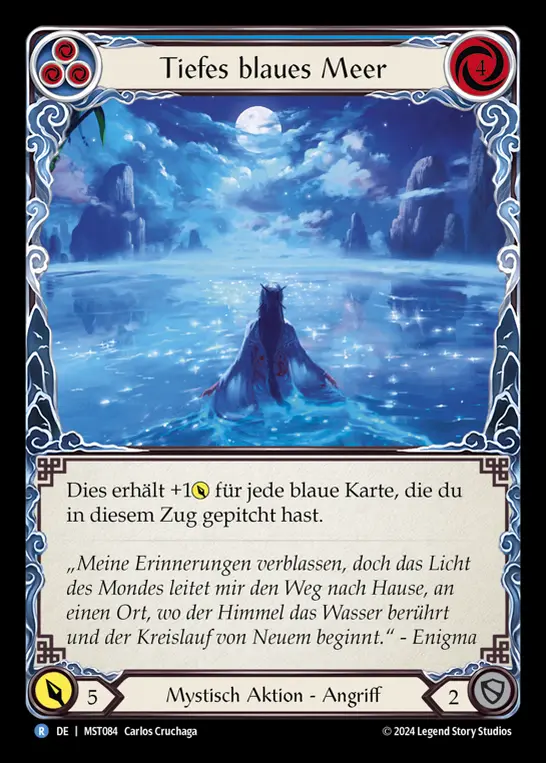 Tiefes blaues Meer
4
Dies erhält +1 für jede blaue Karte, die du
in diesem Zug gepitcht hast.
„Meine Erinnerungen verblassen, doch das Licht
des Mondes leitet mir den Weg nach Hause, an
einen Ort, wo der Himmel das Wasser berührt
und der Kreislauf von Neuem beginnt.“ - Enigma
5
Mystisch Aktion - Angriff
2
R DE | MST084 Carlos Cruchaga
© 2024 Legend Story Studios